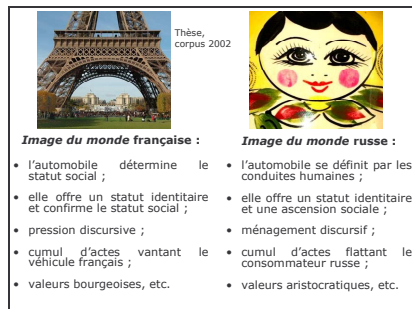 Thèse,
corpus 2002
Image du monde française :
• l'automobile détermine le
statut social ;
• elle offre un statut identitaire
et confirme le statut social ;
• pression discursive ;
• cumul d'actes vantant le
véhicule français ;
• valeurs bourgeoises, etc.
Image du monde russe :
• l'automobile se définit par les
conduites humaines ;
• elle offre un statut identitaire
et une ascension sociale ;
• ménagement discursif ;
• cumul d'actes flattant le
consommateur russe ;
• valeurs aristocratiques, etc.